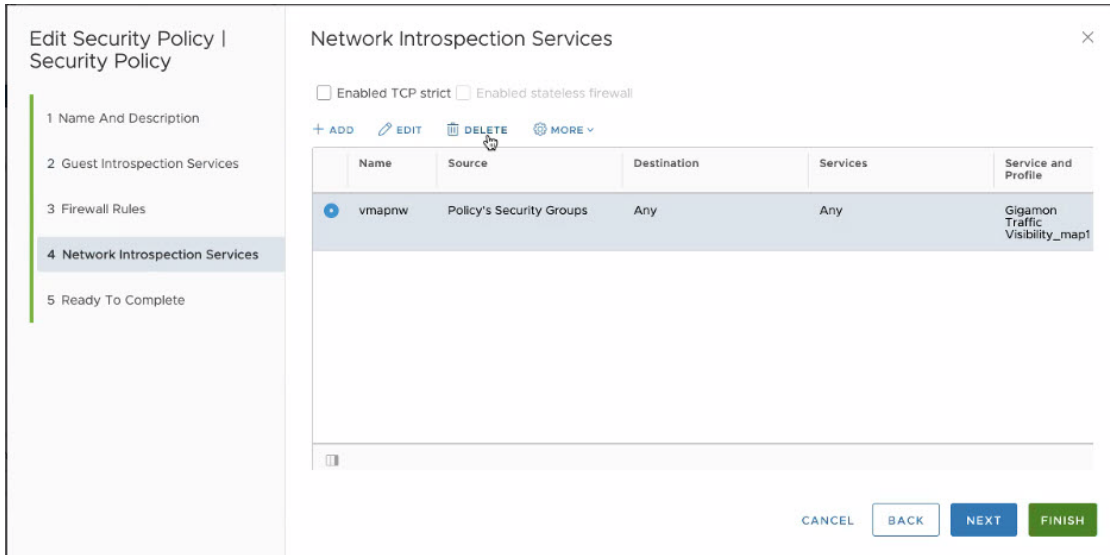 Edit Security Policy |
Security Policy
1 Name And Description
2 Guest Introspection Services
3 Firewall Rules
4 Network Introspection Services
5 Ready To Complete
Network Introspection Services
Enabled TCP strict Enabled stateless firewall
+ ADD EDIT DELETE MORE
Name Source Destination Services Service and
Profile
vmapnw Policy's Security Groups Any Any Gigamon
Traffic
Visibility_map1
CANCEL BACK NEXT FINISH